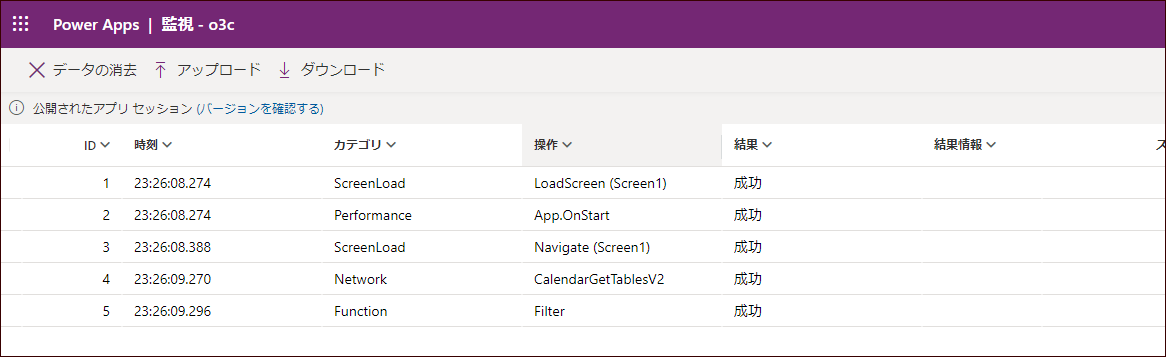 Power Apps | 監視 - o3c
データの消去 アップロード ダウンロード
公開されたアプリ セッション (バージョンを確認する)
ID 時刻 カテゴリ 操作 結果 結果情報 ス
1 23:26:08.274 ScreenLoad LoadScreen (Screen1) 成功
2 23:26:08.274 Performance App.OnStart 成功
3 23:26:08.388 ScreenLoad Navigate (Screen1) 成功
4 23:26:09.270 Network CalendarGetTablesV2 成功
5 23:26:09.296 Function Filter 成功